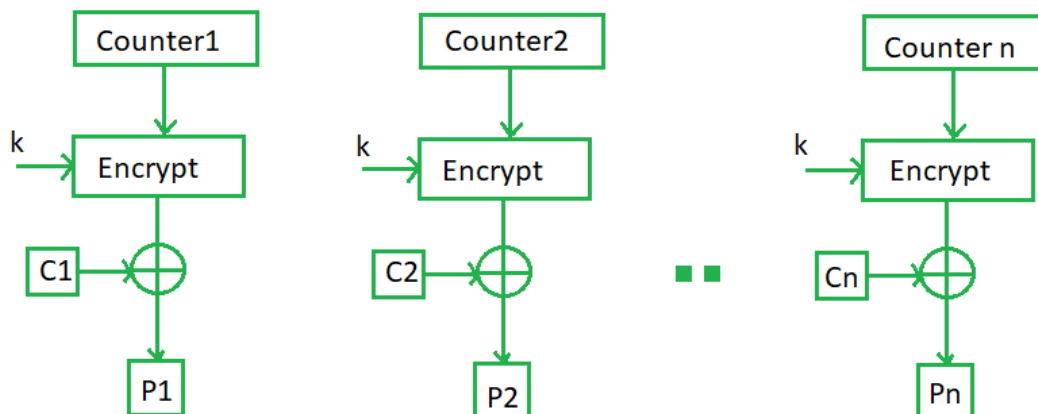 Counter1
Counter2
Counter n
k
Encrypt
k
Encrypt
k
Encrypt
C1
C2
Cn
P1
P2
Pn